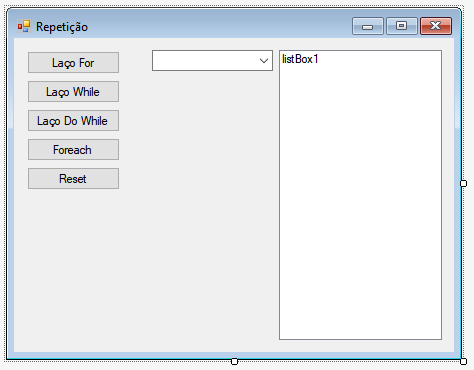 Repetição
Laço For
Laço While
Laço Do While
Foreach
Reset
listBox1